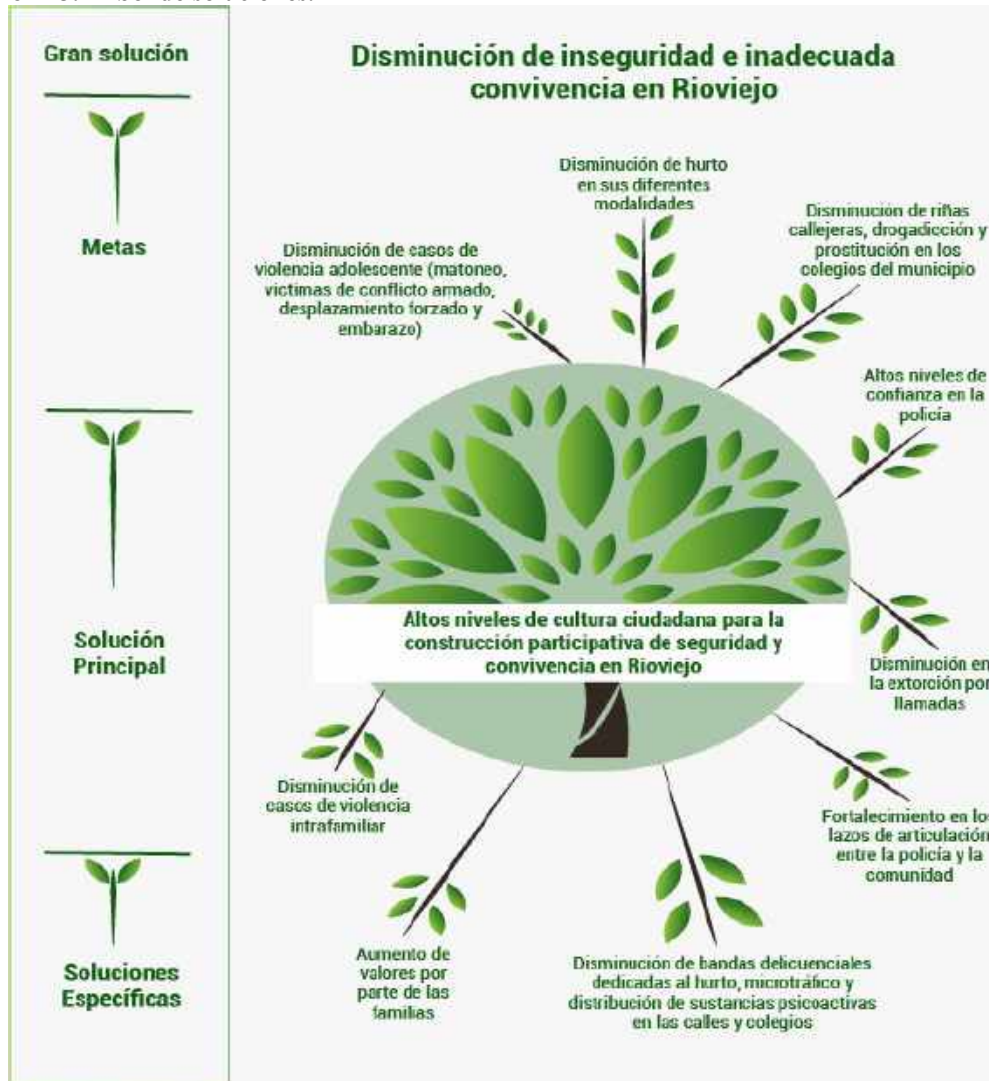 Gran solución
Metas
Solución
Principal
Soluciones
Específicas
Disminución de inseguridad e inadecuada
convivencia en Rioviejo
Disminución de hurto
en sus diferentes
modalidades
Disminución de riñas
callejeras, drogadicción y
prostitución en los
colegios del municipio
Disminución de casos de
violencia adolescente (matoneo,
victimas de conflicto armado,
desplazamiento forzado y
embarazo)
Altos niveles de
confianza en la
policía
Altos niveles de cultura ciudadana para la
construcción participativa de seguridad y
convivencia en Rioviejo
Disminución en
la extorción por
llamadas
Disminución de
casos de violencia
intrafamiliar
Fortalecimiento en lo
lazos de articulación
entre la policía y la
comunidad
Aumento de
valores por
parte de las
familias
Disminución de bandas delicuenciales
dedicadas al hurto, microtráfico y
distribución de sustancias psicoactivas
en las calles y colegios